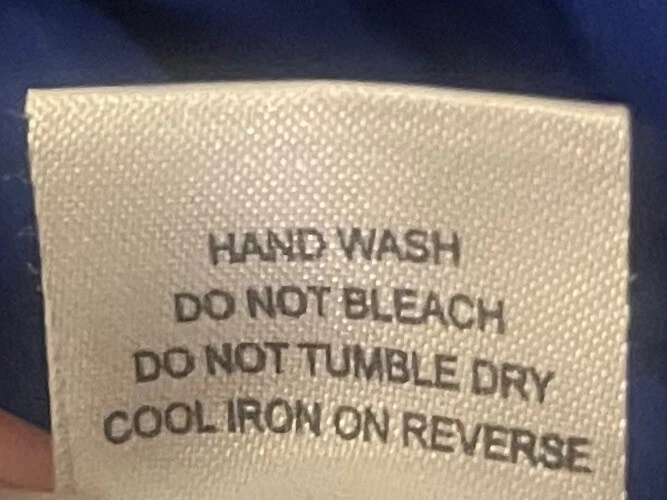 HAND WASH
DO NOT BLEACH
DO NOT TUMBLE DRY
COOL IRON ON REVERSE